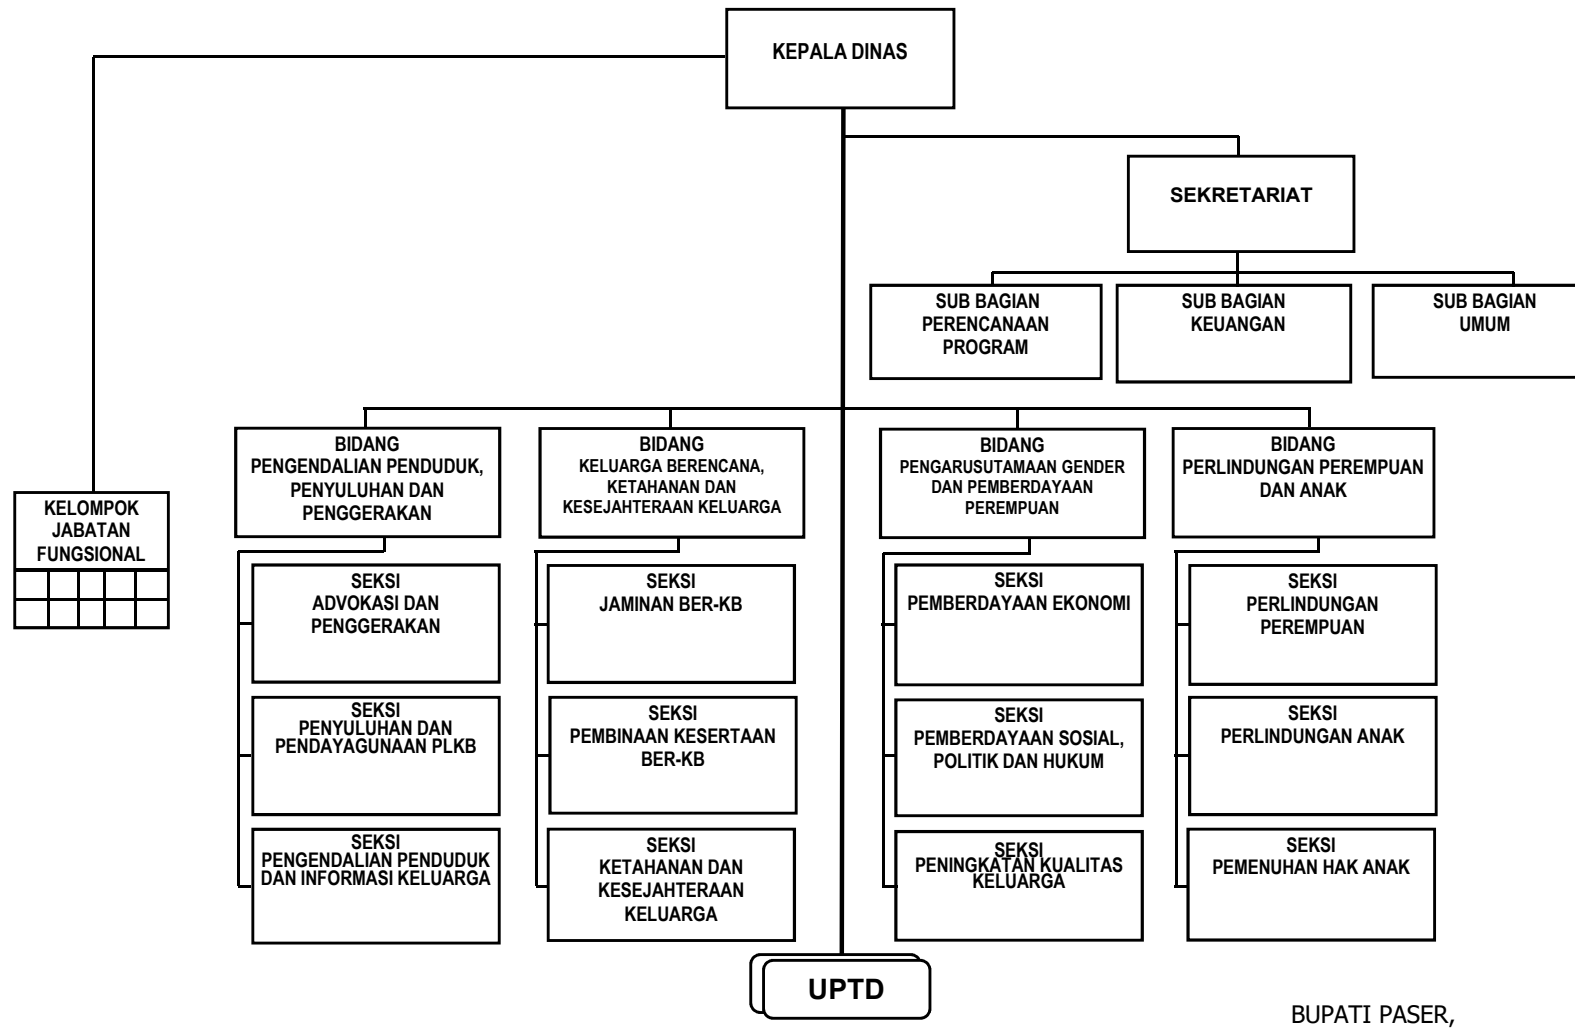 KEPALA DINAS
SEKRETARIAT
SUB BAGIAN
PERENCANAAN
PROGRAM
SUB BAGIAN
KEUANGAN
SUB BAGIAN
UMUM
KELOMPOK
JABATAN
FUNGSIONAL
BIDANG
PENGENDALIAN PENDUDUK,
PENYULUHAN DAN
PENGGERAKAN
SEKSI
ADVOKASI DAN
PENGGERAKAN
SEKSI
PENYULUHAN DAN
PENDAYAGUNAAN PLKB
SEKSI
PENGENDALIAN PENDUDUK
DAN INFORMASI KELUARGA
BIDANG
KELUARGA BERENCANA,
KETAHANAN DAN
KESEJAHTERAAN KELUARGA
SEKSI
JAMINAN BER-KB
SEKSI
PEMBINAAN KESERTAAN
BER-KB
SEKSI
KETAHANAN DAN
KESEJAHTERAAN
KELUARGA
BIDANG
PENGARUSUTAMAAN GENDER
DAN PEMBERDAYAAN
PEREMPUAN
SEKSI
PEMBERDAYAAN EKONOMI
SEKSI
PEMBERDAYAAN SOSIAL,
POLITIK DAN HUKUM
SEKSI
PENINGKATAN KUALITAS
KELUARGA
BIDANG
PERLINDUNGAN PEREMPUAN
DAN ANAK
SEKSI
PERLINDUNGAN
PEREMPUAN
SEKSI
PERLINDUNGAN ANAK
SEKSI
PEMENUHAN HAK ANAK
UPTD
BUPATI PASER,